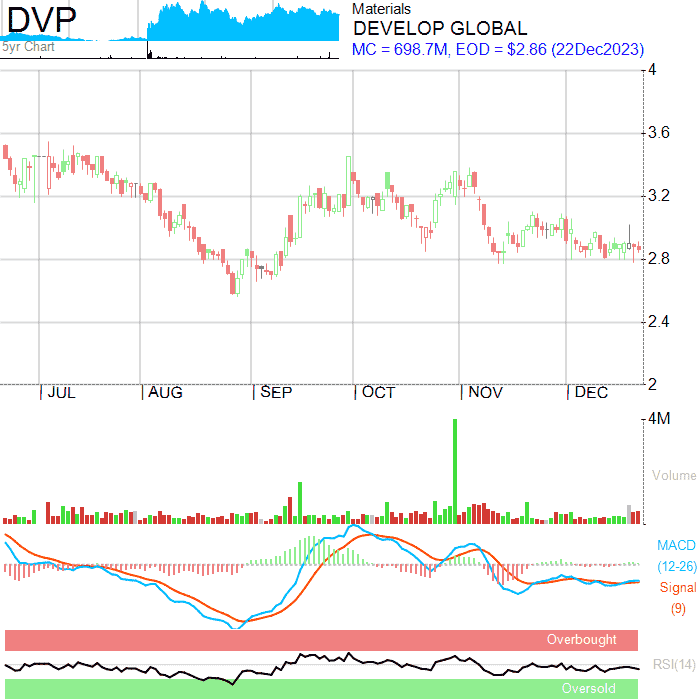 DVP
5yr Chart
Materials
DEVELOP GLOBAL
MC = 698.7M, EOD = $2.86 (22Dec2023)
4
3.6
3.2
2.8
2.4
2
JUL AUG SEP OCT NOV DEC
4M
Volume
MACD
(12-26)
Signal
(9)
Overbought
RSI(14)
Oversold